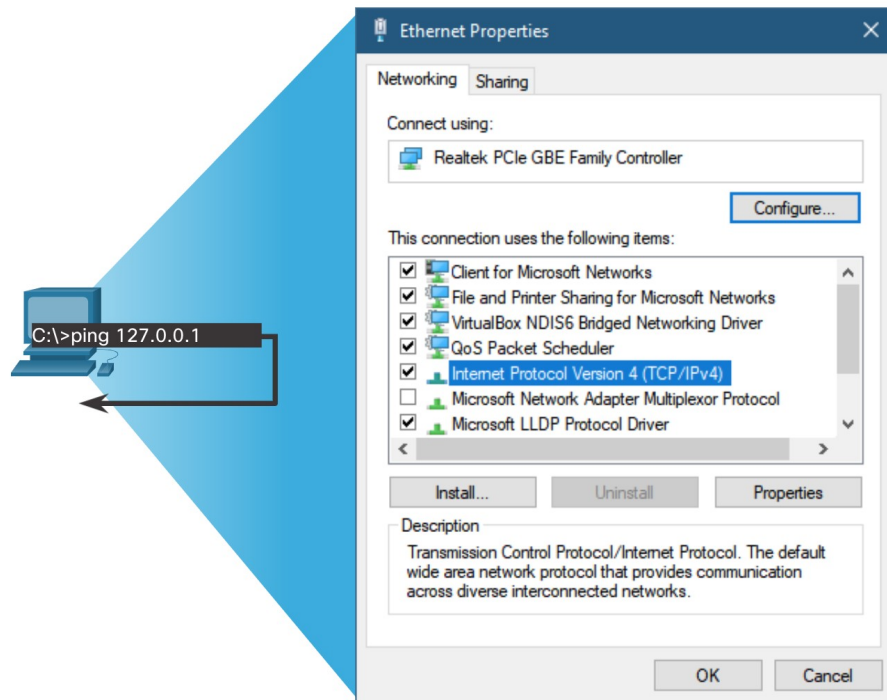 Ethernet Properties
Networking
Sharing
Connect using:
Realtek PCIe GBE Family Controller
Configure...
This connection uses the following items:
Client for Microsoft Networks
File and Printer Sharing for Microsoft Networks
VirtualBox NDIS6 Bridged Networking Driver
QoS Packet Scheduler
Internet Protocol Version 4 (TCP/IPv4)
Microsoft Network Adapter Multiplexor Protocol
Microsoft LLDP Protocol Driver
C:\>ping 127.0.0.1
Install...
Uninstall
Properties
Description
Transmission Control Protocol/Internet Protocol. The default
wide area network protocol that provides communication
across diverse interconnected networks.
OK
Cancel